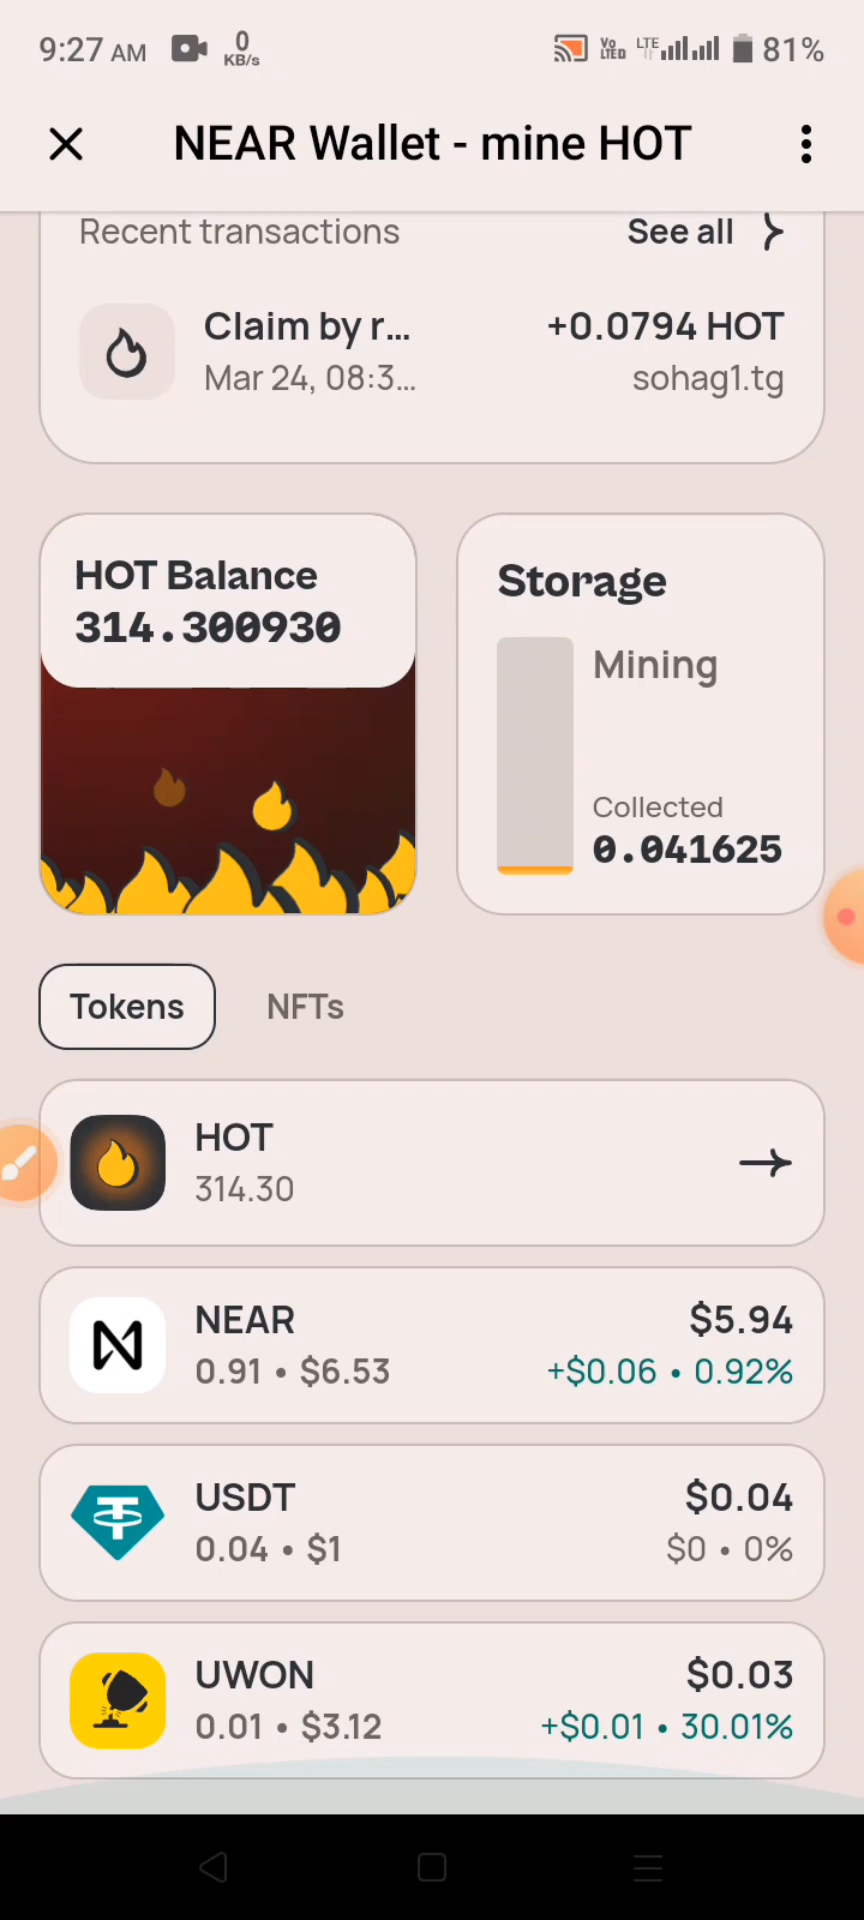 9:27 AM 0 KB/s Vo LTED LTE 81%
NEAR Wallet - mine HOT
Recent transactions See all
Claim by r... +0.0794 HOT
Mar 24, 08:3... sohag1.tg
HOT Balance
314.300930
Storage
Mining
Collected
0.041625
Tokens NFTs
HOT
314.30
NEAR $5.94
0.91 • $6.53 +$0.06 • 0.92%
USDT $0.04
0.04 • $1 $0 • 0%
UWON $0.03
0.01 • $3.12 +$0.01 • 30.01%